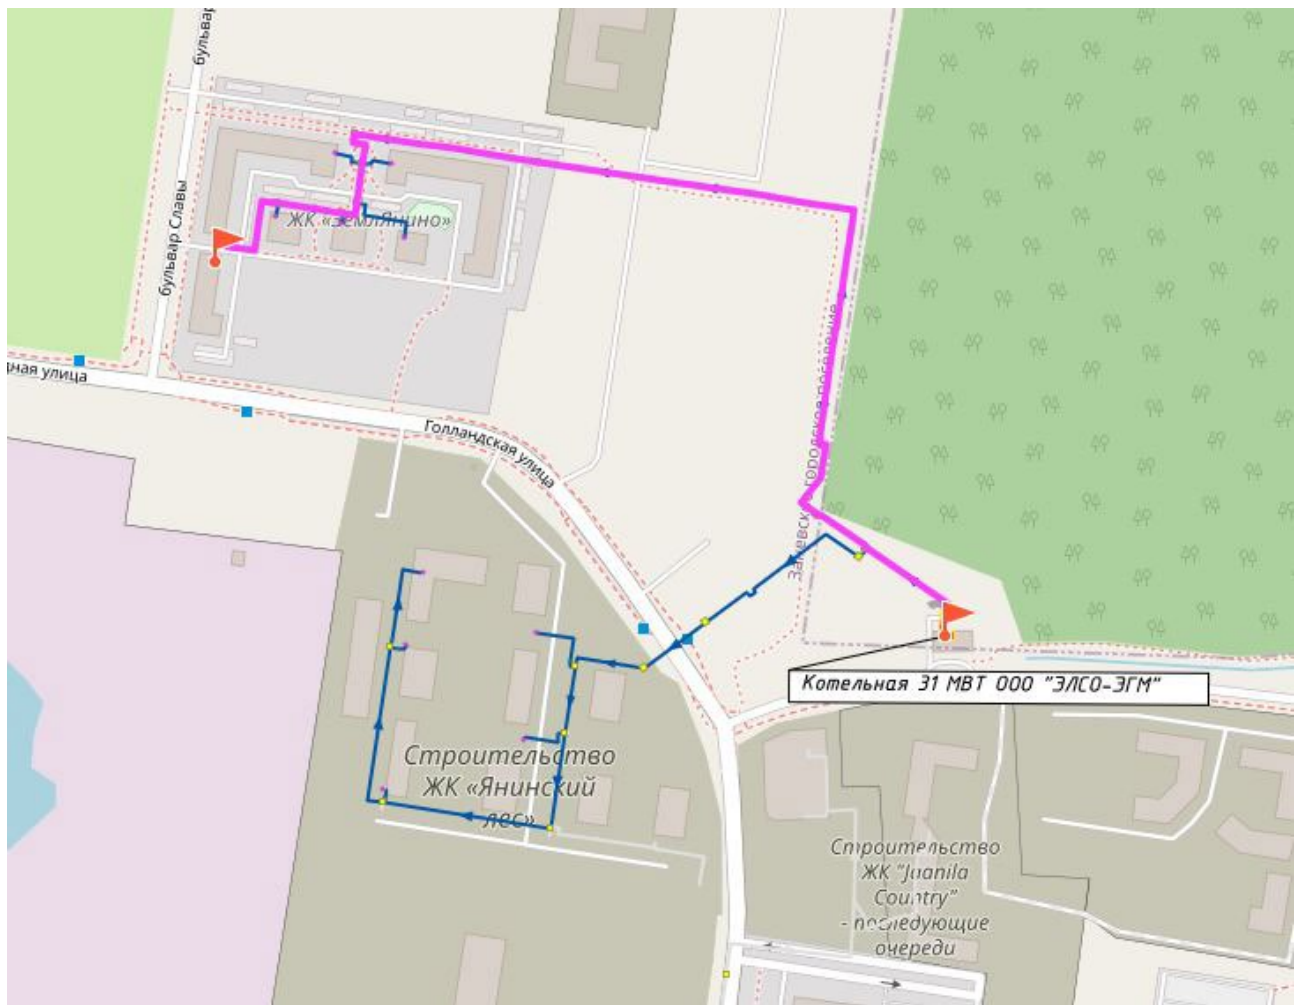 бульвар
бульвар Славы
ЖК «ЗемлЯнино»
дная улица
Голландская улица
Заневское городское поселение
Котельная 31 МВТ ООО "ЭЛСО-ЭГМ"
Строительство
ЖК «Янинский
лес»
Строительство
ЖК "Jaanila
Country"
- последующие
очереди